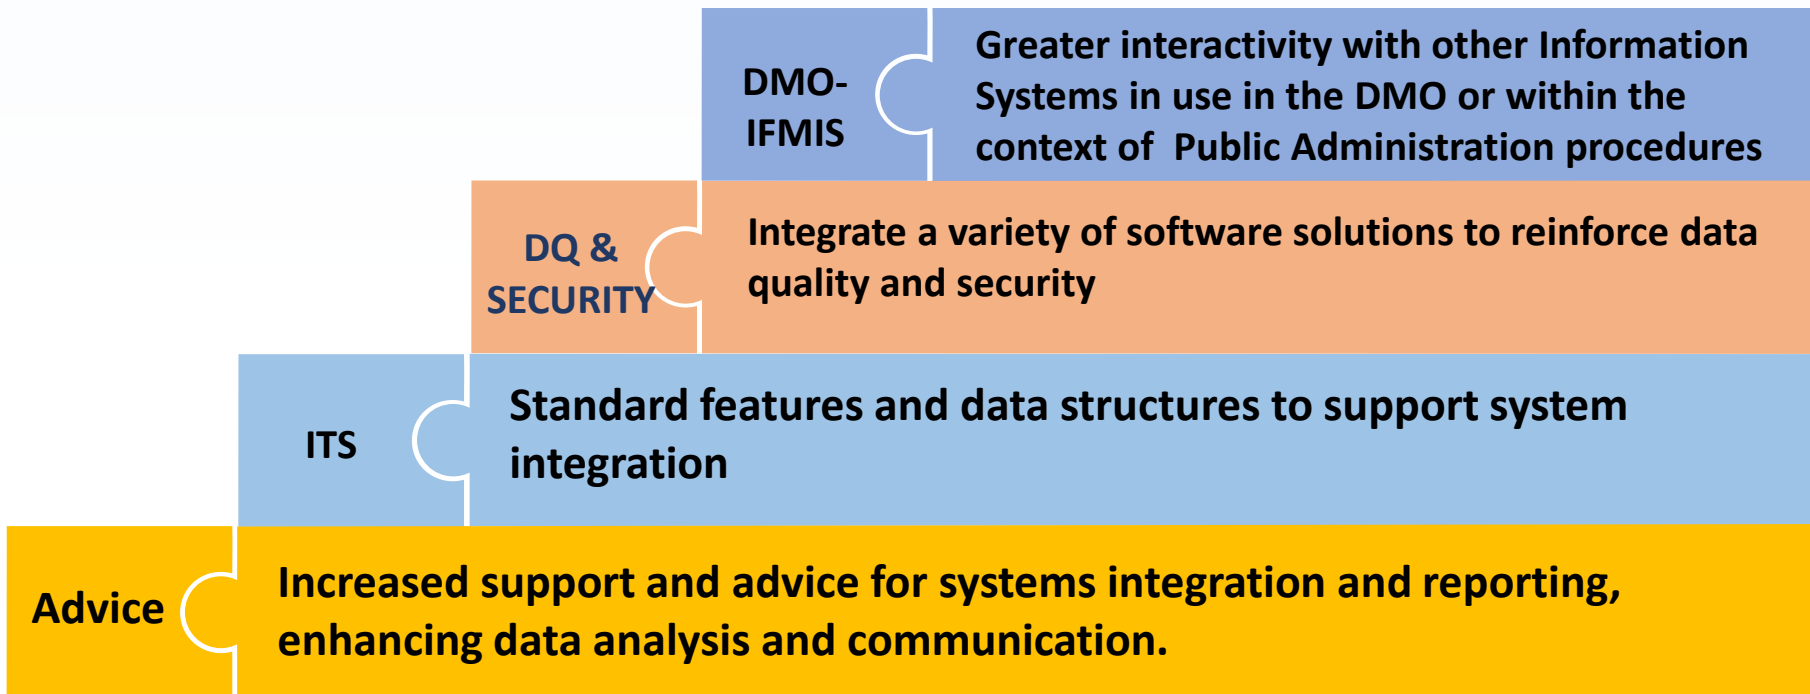 DMO-
IFMIS
Greater interactivity with other Information
Systems in use in the DMO or within the
context of  Public Administration procedures
DQ &
SECURITY
Integrate a variety of software solutions to reinforce data
quality and security
ITS
Standard features and data structures to support system
integration
Advice
Increased support and advice for systems integration and reporting,
enhancing data analysis and communication.